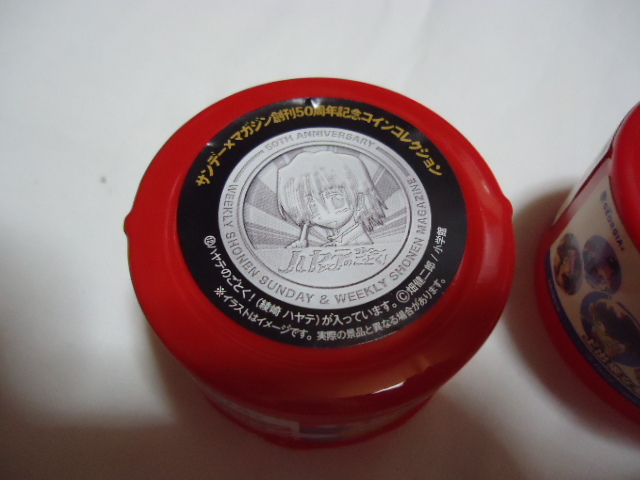 サンデー×マガジン創刊50周年記念コインコレクション
50TH ANNIVERSARY
WEEKLY SHONEN SUNDAY & WEEKLY SHONEN MAGAZINE
ハヤテのごとく!
ハヤテのごとく!(綾崎 ハヤテ)が入っています。©畑健二郎/小学館
※イラストはイメージです。実際の景品と異なる場合があります。
GEORGIA